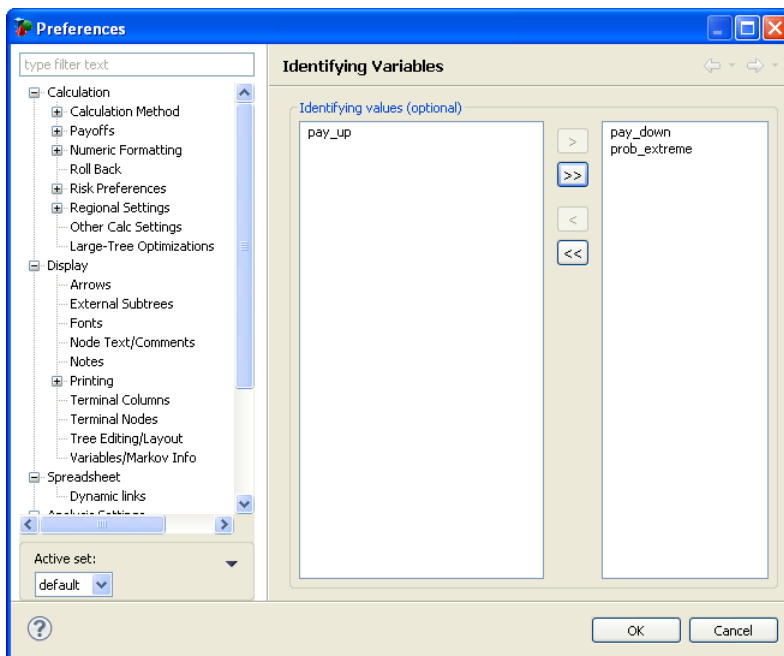 Preferences
type filter text
Calculation
Calculation Method
Payoffs
Numeric Formatting
Roll Back
Risk Preferences
Regional Settings
Other Calc Settings
Large-Tree Optimizations
Display
Arrows
External Subtrees
Fonts
Node Text/Comments
Notes
Printing
Terminal Columns
Terminal Nodes
Tree Editing/Layout
Variables/Markov Info
Spreadsheet
Dynamic links
Analysis Settings
Active set:
default
Identifying Variables
Identifying values (optional)
pay_up
>
>>
<
<<
pay_down
prob_extreme
?
OK
Cancel